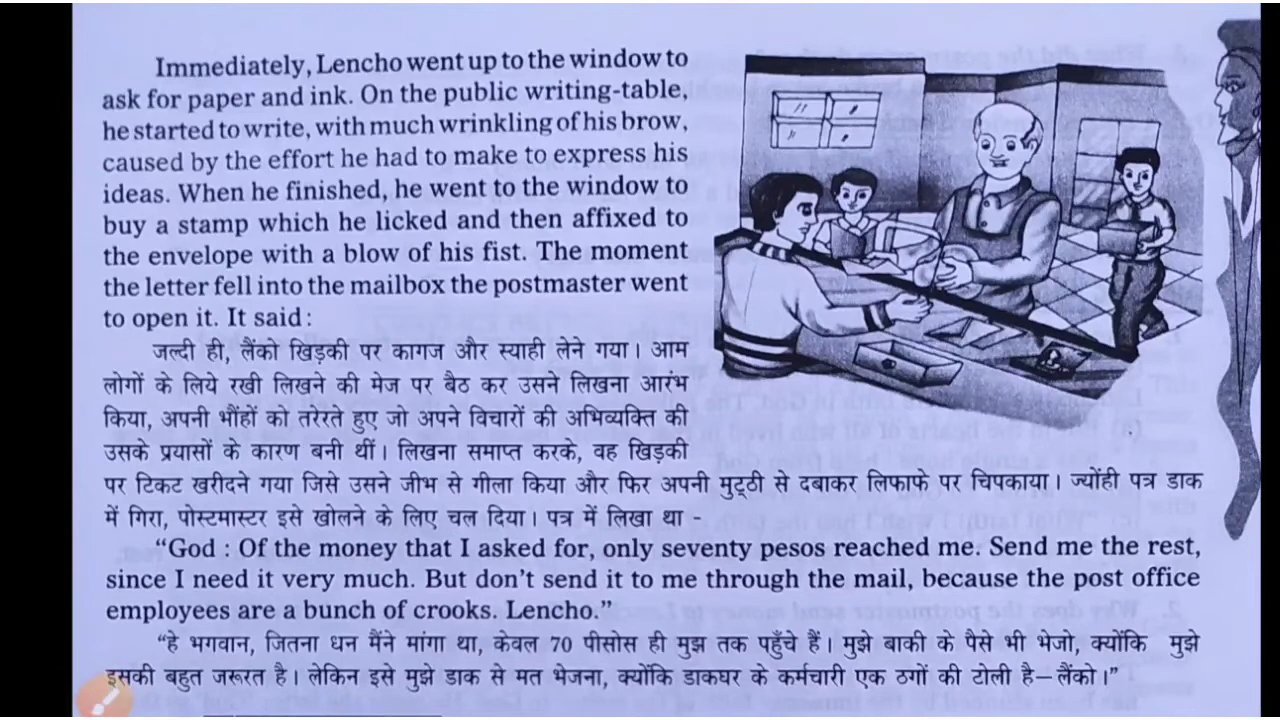 Immediately, Lencho went up to the window to
ask for paper and ink. On the public writing-table,
he started to write, with much wrinkling of his brow,
caused by the effort he had to make to express his
ideas. When he finished, he went to the window to
buy a stamp which he licked and then affixed to
the envelope with a blow of his fist. The moment
the letter fell into the mailbox the postmaster went
to open it. It said :
जल्दी ही, लैंको खिड़की पर कागज और स्याही लेने गया। आम
लोगों के लिये रखी लिखने की मेज पर बैठ कर उसने लिखना आरंभ
किया, अपनी भौंहों को तरेरते हुए जो अपने विचारों की अभिव्यक्ति की
उसके प्रयासों के कारण बनी थीं। लिखना समाप्त करके, वह खिड़की
पर टिकट खरीदने गया जिसे उसने जीभ से गीला किया और फिर अपनी मुट्ठी से दबाकर लिफाफे पर चिपकाया। ज्योंही पत्र डाक
में गिरा, पोस्टमास्टर इसे खोलने के लिए चल दिया। पत्र में लिखा था -
“God : Of the money that I asked for, only seventy pesos reached me. Send me the rest,
since I need it very much. But don’t send it to me through the mail, because the post office
employees are a bunch of crooks. Lencho.”
“हे भगवान, जितना धन मैंने मांगा था, केवल 70 पीसोस ही मुझ तक पहुँचे हैं। मुझे बाकी के पैसे भी भेजो, क्योंकि मुझे
इसकी बहुत जरूरत है। लेकिन इसे मुझे डाक से मत भेजना, क्योंकि डाकघर के कर्मचारी एक ठगों की टोली है—लैंको।”